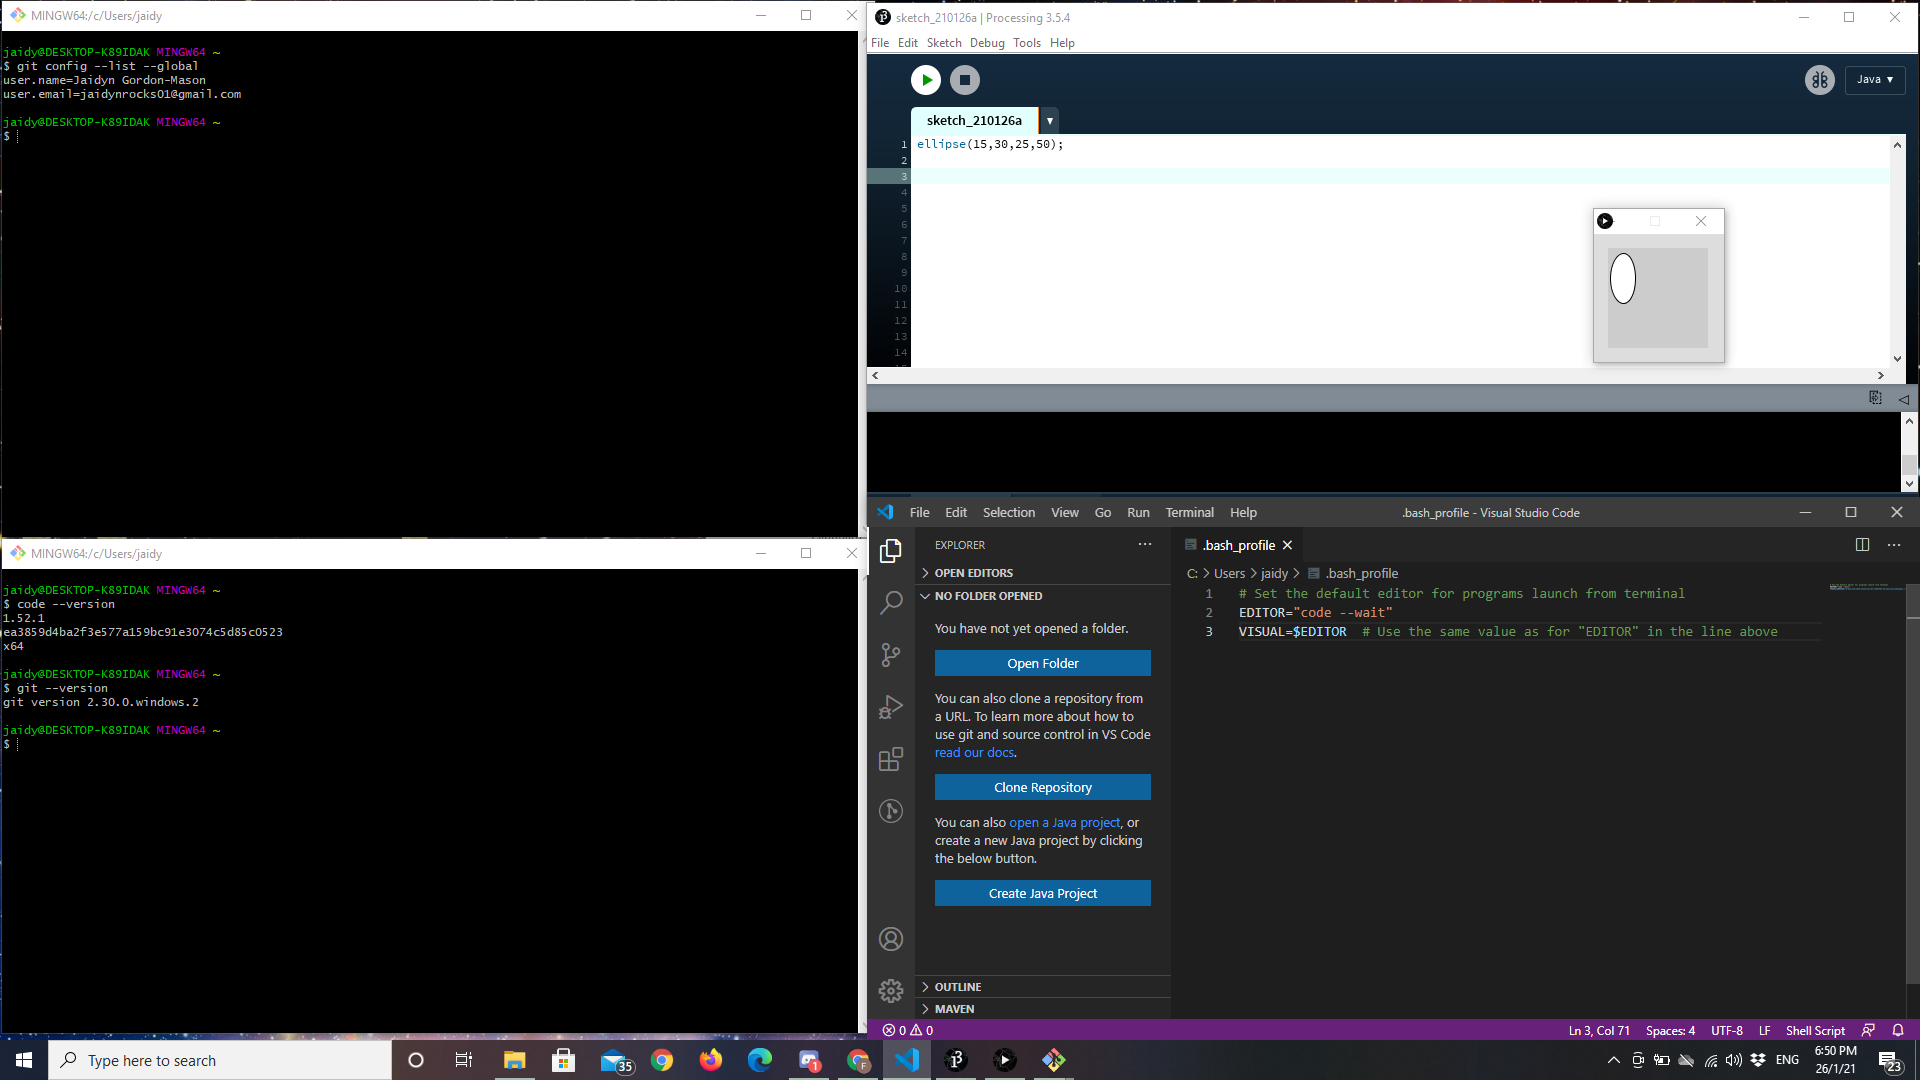 MINGW64:/c/Users/jaidy
jaidy@DESKTOP-K89IDAK MINGW64 ~
$ git config --list --global
user.name=Jaidyn Gordon-Mason
user.email=jaidynrocks01@gmail.com
jaidy@DESKTOP-K89IDAK MINGW64 ~
$
MINGW64:/c/Users/jaidy
jaidy@DESKTOP-K89IDAK MINGW64 ~
$ code --version
1.52.1
ea3859d4ba2f3e577a159bc91e3074c5d85c0523
x64
jaidy@DESKTOP-K89IDAK MINGW64 ~
$ git --version
git version 2.30.0.windows.2
jaidy@DESKTOP-K89IDAK MINGW64 ~
$
sketch_210126a | Processing 3.5.4
File Edit Sketch Debug Tools Help
Java ▾
sketch_210126a ▾
1 ellipse(15,30,25,50);
2
3
4
5
6
7
8
9
10
11
12
13
14
File Edit Selection View Go Run Terminal Help .bash_profile - Visual Studio Code
EXPLORER
OPEN EDITORS
NO FOLDER OPENED
You have not yet opened a folder.
Open Folder
You can also clone a repository from
a URL. To learn more about how to
use git and source control in VS Code
read our docs.
Clone Repository
You can also open a Java project, or
create a new Java project by clicking
the below button.
Create Java Project
OUTLINE
MAVEN
.bash_profile
C: > Users > jaidy > .bash_profile
1 # Set the default editor for programs launch from terminal
2 EDITOR="code --wait"
3 VISUAL=$EDITOR # Use the same value as for "EDITOR" in the line above
0 0 Ln 3, Col 71 Spaces: 4 UTF-8 LF Shell Script
Type here to search
35
1
F
ENG
6:50 PM
26/1/21
23